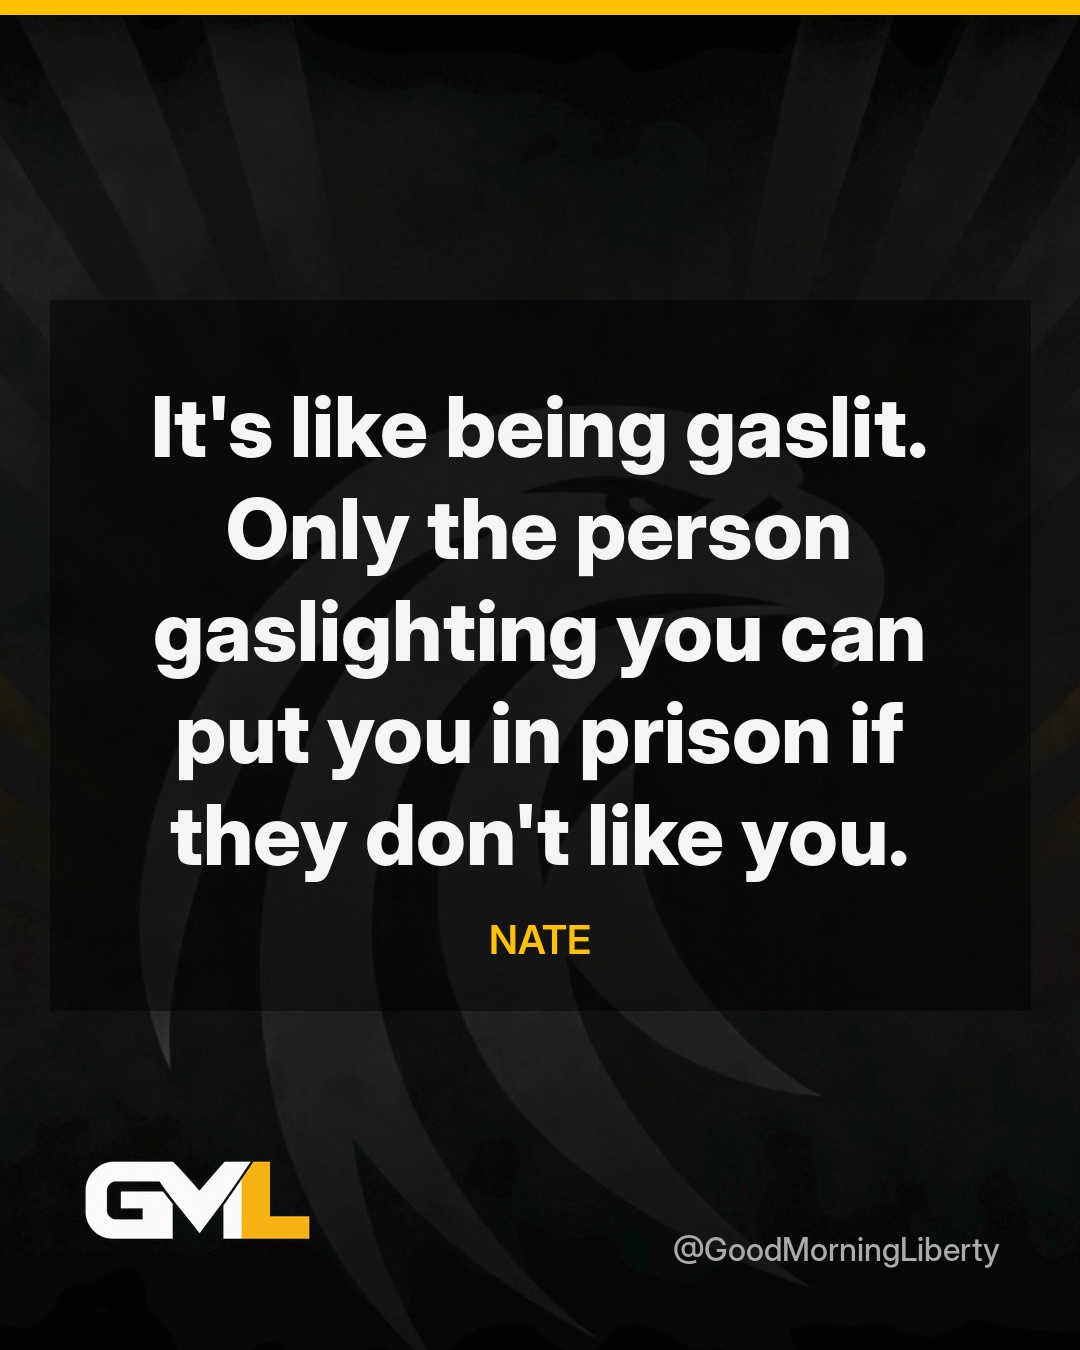 It's like being gaslit.
Only the person
gaslighting you can
put you in prison if
they don't like you.
NATE
GML
@GoodMorningLiberty